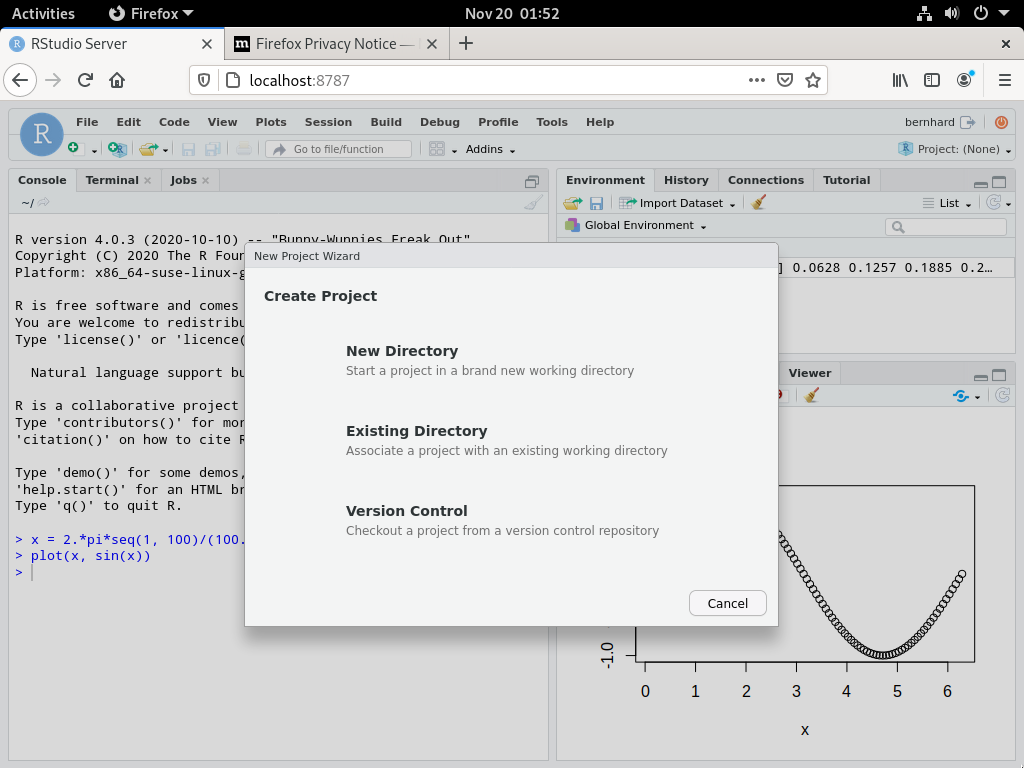 Activities
Firefox
Nov 20 01:52
RStudio Server
Firefox Privacy Notice —
localhost:8787
File Edit Code View Plots Session Build Debug Profile Tools Help
bernhard
Go to file/function
Addins
Project: (None)
Console Terminal Jobs
~/
R version 4.0.3 (2020-10-10) -- "Bunny-Wunnies Freak Out"
Copyright (C) 2020 The R Foun
Platform: x86_64-suse-linux-g
R is free software and comes
You are welcome to redistribu
Type 'license()' or 'licence(
Natural language support bu
R is a collaborative project
Type 'contributors()' for mor
'citation()' on how to cite R
Type 'demo()' for some demos,
'help.start()' for an HTML br
Type 'q()' to quit R.
> x = 2.*pi*seq(1, 100)/(100.
> plot(x, sin(x))
>
Environment History Connections Tutorial
Import Dataset
List
Global Environment
] 0.0628 0.1257 0.1885 0.2…
Viewer
New Project Wizard
Create Project
New Directory
Start a project in a brand new working directory
Existing Directory
Associate a project with an existing working directory
Version Control
Checkout a project from a version control repository
Cancel
-1.0
0 1 2 3 4 5 6
x